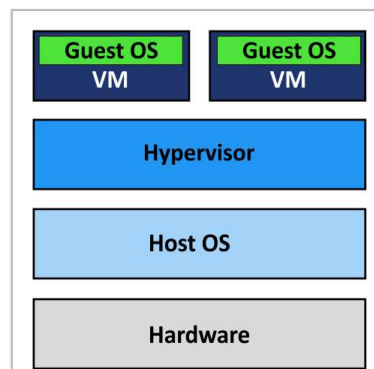 Guest OS Guest OS
VM VM
Hypervisor
Host OS
Hardware